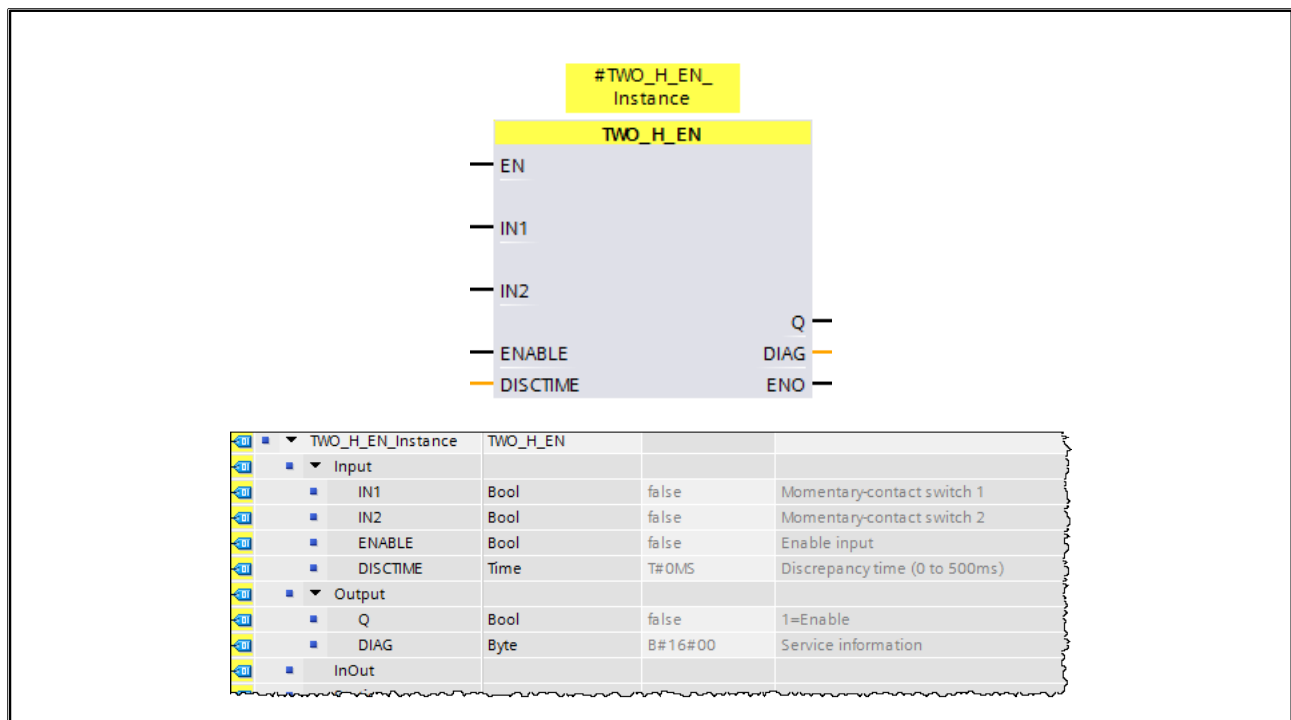 #TWO_H_EN_
Instance
TWO_H_EN
EN
IN1
IN2
Q
ENABLE DIAG
DISCTIME ENO
TWO_H_EN_Instance TWO_H_EN
Input
IN1 Bool false Momentary-contact switch 1
IN2 Bool false Momentary-contact switch 2
ENABLE Bool false Enable input
DISCTIME Time T#0MS Discrepancy time (0 to 500ms)
Output
Q Bool false 1=Enable
DIAG Byte B#16#00 Service information
InOut